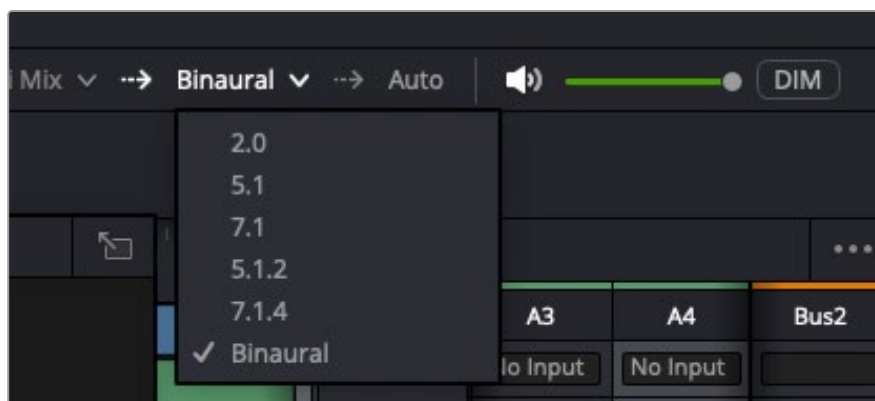 i Mix Binaural Auto DIM
2.0
5.1
7.1
5.1.2
7.1.4
Binaural
A3 A4 Bus2
lo Input No Input